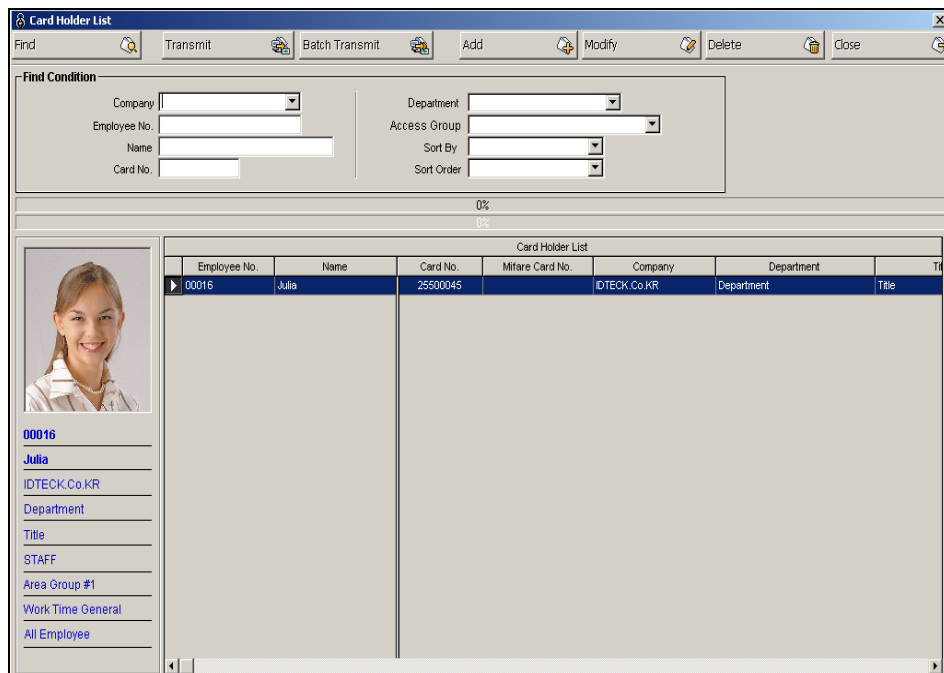 Card Holder List
Find Transmit Batch Transmit Add Modify Delete Close
Find Condition
Company Department
Employee No. Access Group
Name Sort By
Card No. Sort Order
0%
0%
Card Holder List
Employee No. Name Card No. Mifare Card No. Company Department Tit
00016 Julia 25500045 IDTECK.Co.KR Department Title
00016
Julia
IDTECK.Co.KR
Department
Title
STAFF
Area Group #1
Work Time General
All Employee